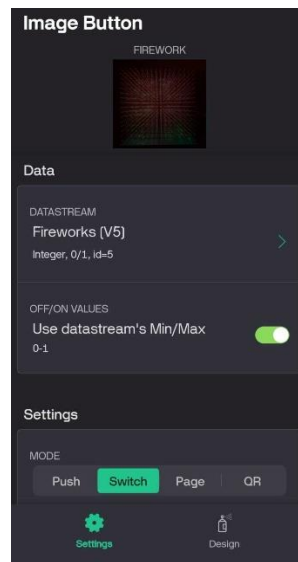 Image Button
FIREWORK
Data
DATASTREAM
Fireworks (V5)
Integer, 0/1, id=5
OFF/ON VALUES
Use datastream's Min/Max
0-1
Settings
MODE
Push Switch Page QR
Settings Design